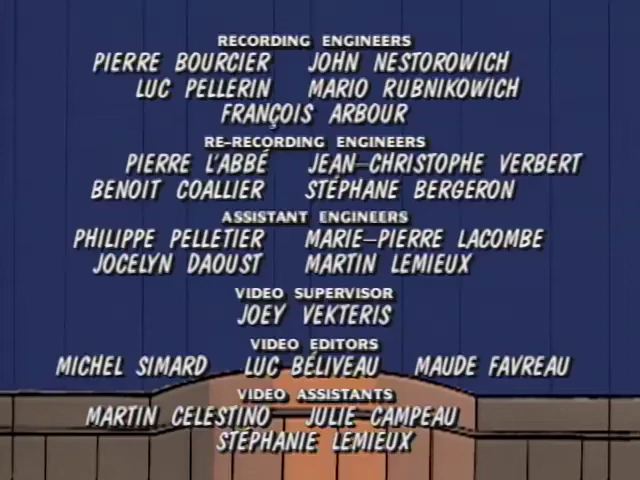 RECORDING ENGINEERS
PIERRE BOURCIER JOHN NESTOROWICH
LUC PELLERIN MARIO RUBNIKOWICH
FRANÇOIS ARBOUR
RE-RECORDING ENGINEERS
PIERRE L'ABBÉ JEAN-CHRISTOPHE VERBERT
BENOIT COALLIER STÉPHANE BERGERON
ASSISTANT ENGINEERS
PHILIPPE PELLETIER MARIE-PIERRE LACOMBE
JOCELYN DAOUST MARTIN LEMIEUX
VIDEO SUPERVISOR
JOEY VEKTERIS
VIDEO EDITORS
MICHEL SIMARD LUC BÉLIVEAU MAUDE FAVREAU
VIDEO ASSISTANTS
MARTIN CELESTINO JULIE CAMPEAU
STÉPHANIE LEMIEUX